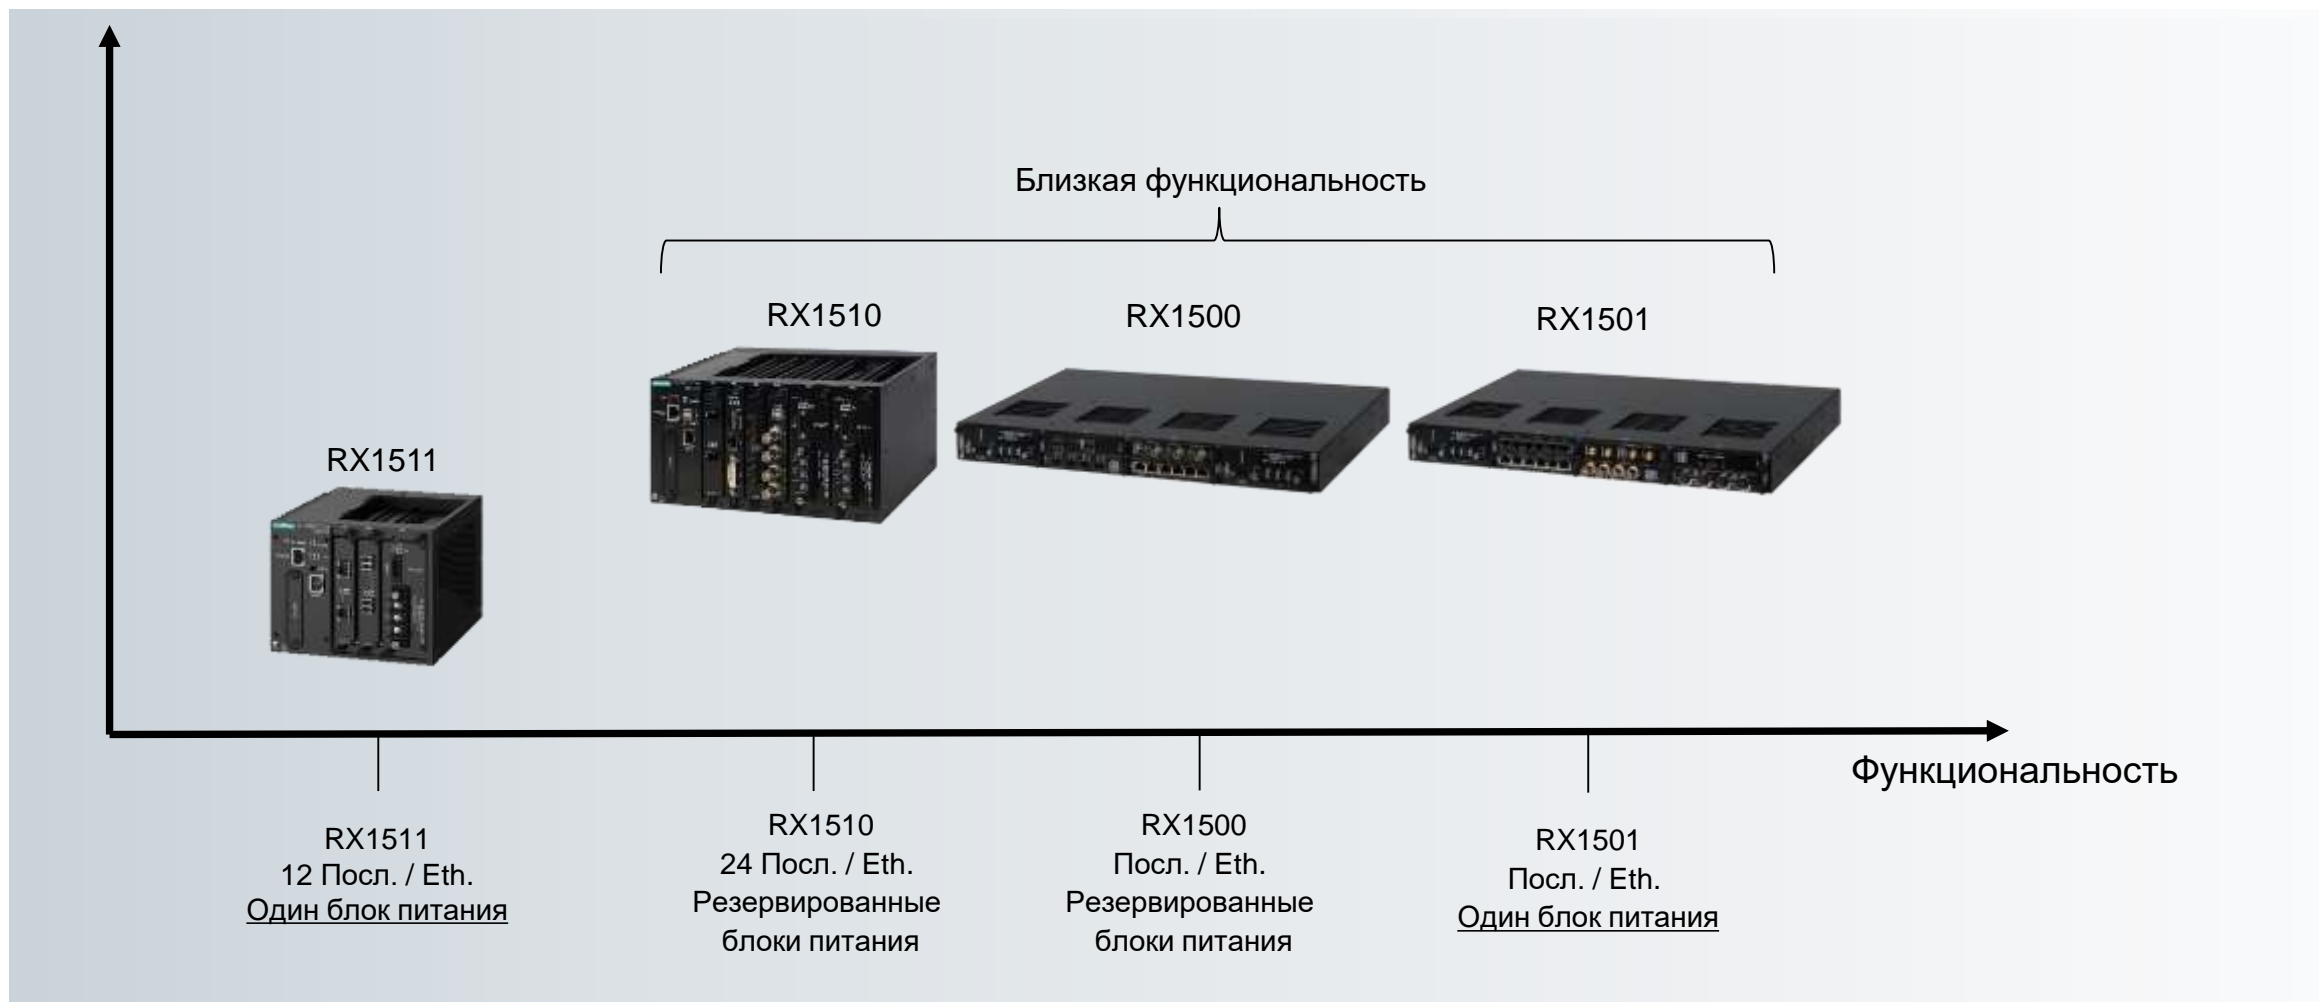 Близкая функциональность
RX1510
RX1500
RX1501
RX1511
Функциональность
RX1511
12 Посл. / Eth.
Один блок питания
RX1510
24 Посл. / Eth.
Резервированные
блоки питания
RX1500
Посл. / Eth.
Резервированные
блоки питания
RX1501
Посл. / Eth.
Один блок питания